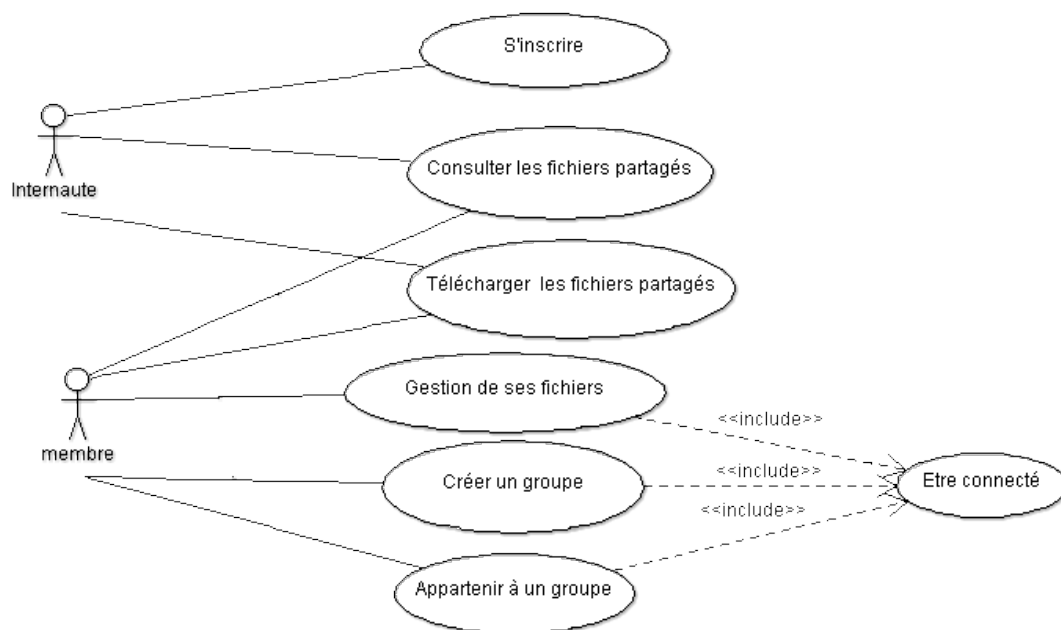 S'inscrire
Internaute
Consulter les fichiers partagés
Télécharger les fichiers partagés
membre
Gestion de ses fichiers
<<include>>
Créer un groupe
<<include>>
Etre connecté
<<include>>
Appartenir à un groupe